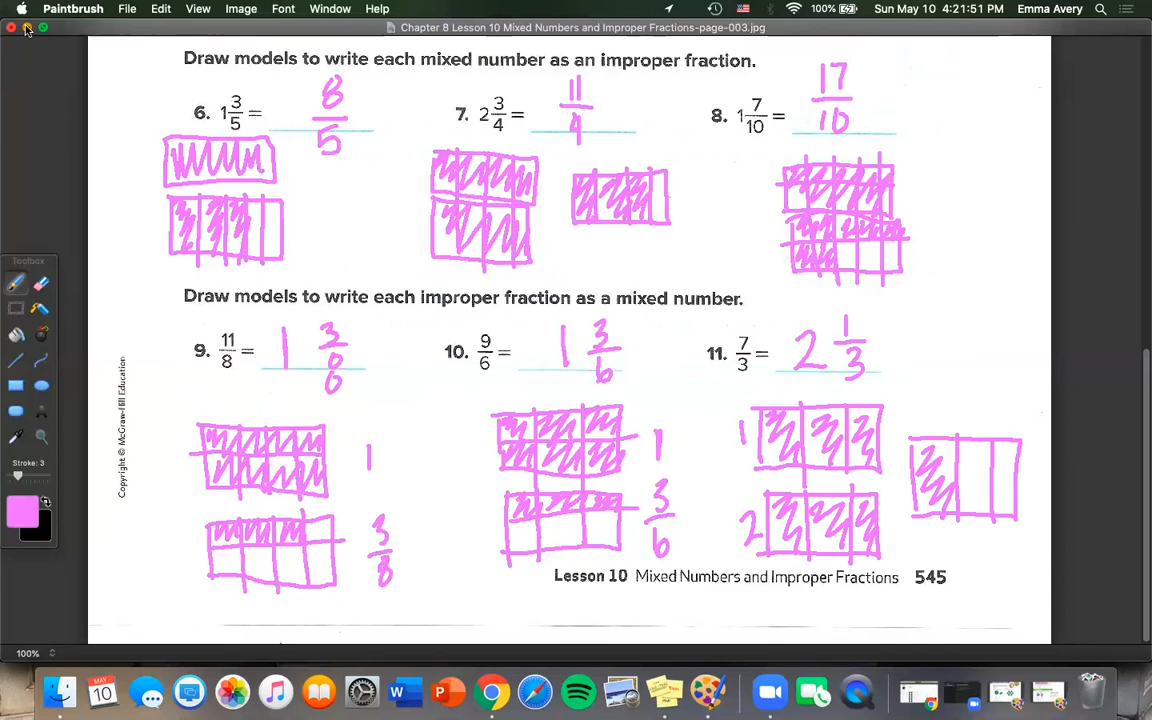 Paintbrush File Edit View Image Font Window Help 100% Sun May 10 4:21:51 PM Emma Avery
Chapter 8 Lesson 10 Mixed Numbers and Improper Fractions-page-003.jpg
Draw models to write each mixed number as an improper fraction.
6. 1 3/5 = 8/5
7. 2 3/4 = 11/4
8. 1 7/10 = 17/10
Draw models to write each improper fraction as a mixed number.
9. 11/8 = 1 3/8
10. 9/6 = 1 3/6
11. 7/3 = 2 1/3
1
3/8
1
3/6
1
2
Copyright © McGraw-Hill Education
Lesson 10 Mixed Numbers and Improper Fractions 545
Toolbox
Stroke: 3
100%
MAY
10